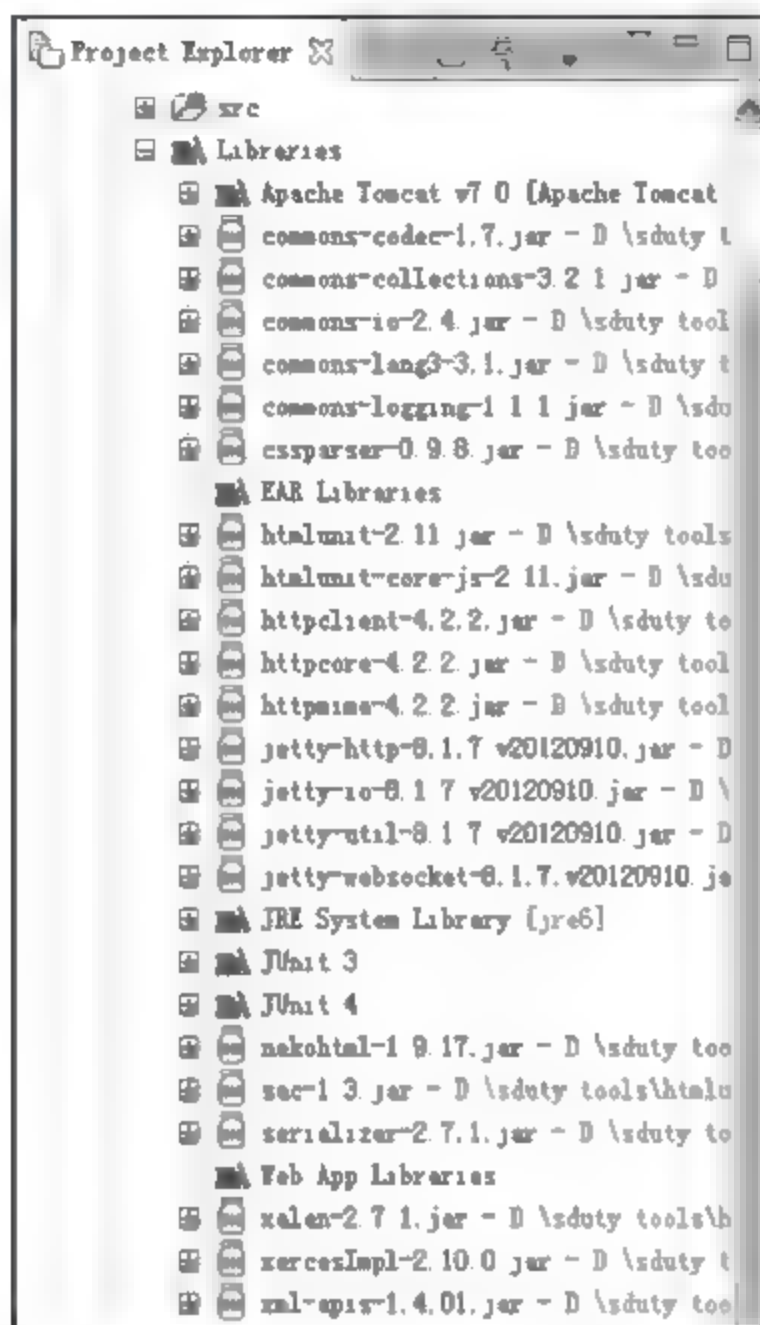 Project Explorer
src
Libraries
Apache Tomcat v7 0 [Apache Tomcat
commons-codec-1.7.jar - D \sduty t
commons-collections-3 2 1 jar - D
commons-io-2.4.jar - D \sduty tool
commons-lang3-3.1.jar - D \sduty t
commons-logging-1 1 1 jar - D \sdu
cssparser-0 9.8.jar - D \sduty too
EAR Libraries
htmlunit-2 11 jar - D \sduty tools
htmlunit-core-js-2 11.jar - D \sdu
httpclient-4.2.2.jar - D \sduty to
httpcore-4 2 2 jar - D \sduty tool
httpmime-4 2 2 jar - D \sduty tool
jetty-http-8.1.7 v20120910.jar - D
jetty-io-8.1 7 v20120910 jar - D \
jetty-util-8 1 7 v20120910 jar - D
jetty-websocket-8.1.7.v20120910 ja
JRE System Library [jre6]
JUnit 3
JUnit 4
nekohtml-1 9.17.jar - D \sduty too
sac-1 3 jar - D \sduty tools\htmlu
serializer-2.7.1.jar - D \sduty to
Web App Libraries
xalan-2 7 1.jar - D \sduty tools\h
xercesImpl-2.10.0 jar - D \sduty t
xml-apis-1.4.01.jar - D \sduty too